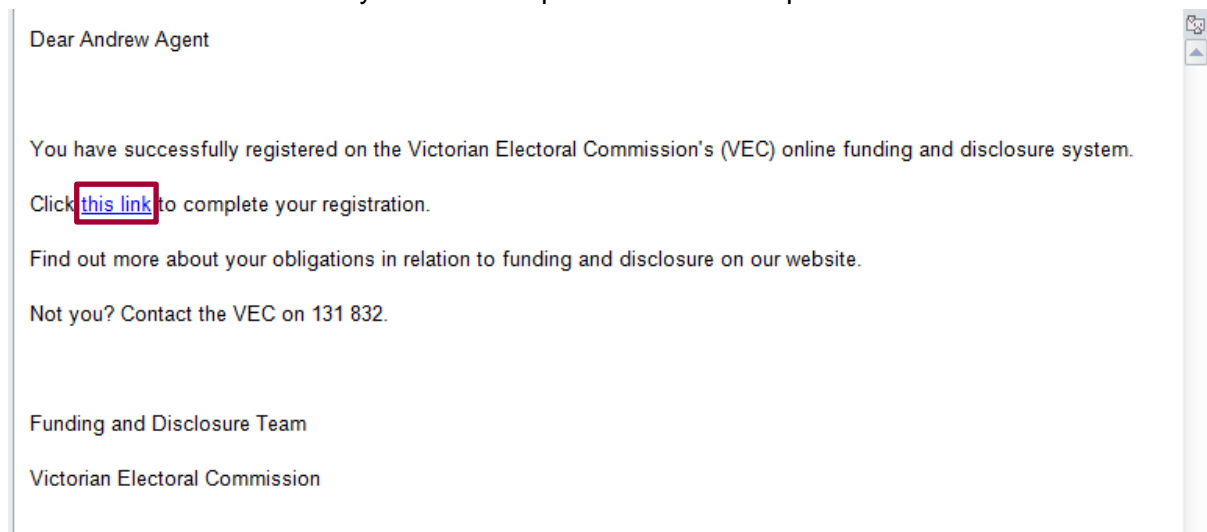 Dear Andrew Agent
You have successfully registered on the Victorian Electoral Commission's (VEC) online funding and disclosure system.
Click this link to complete your registration.
Find out more about your obligations in relation to funding and disclosure on our website.
Not you? Contact the VEC on 131 832.
Funding and Disclosure Team
Victorian Electoral Commission